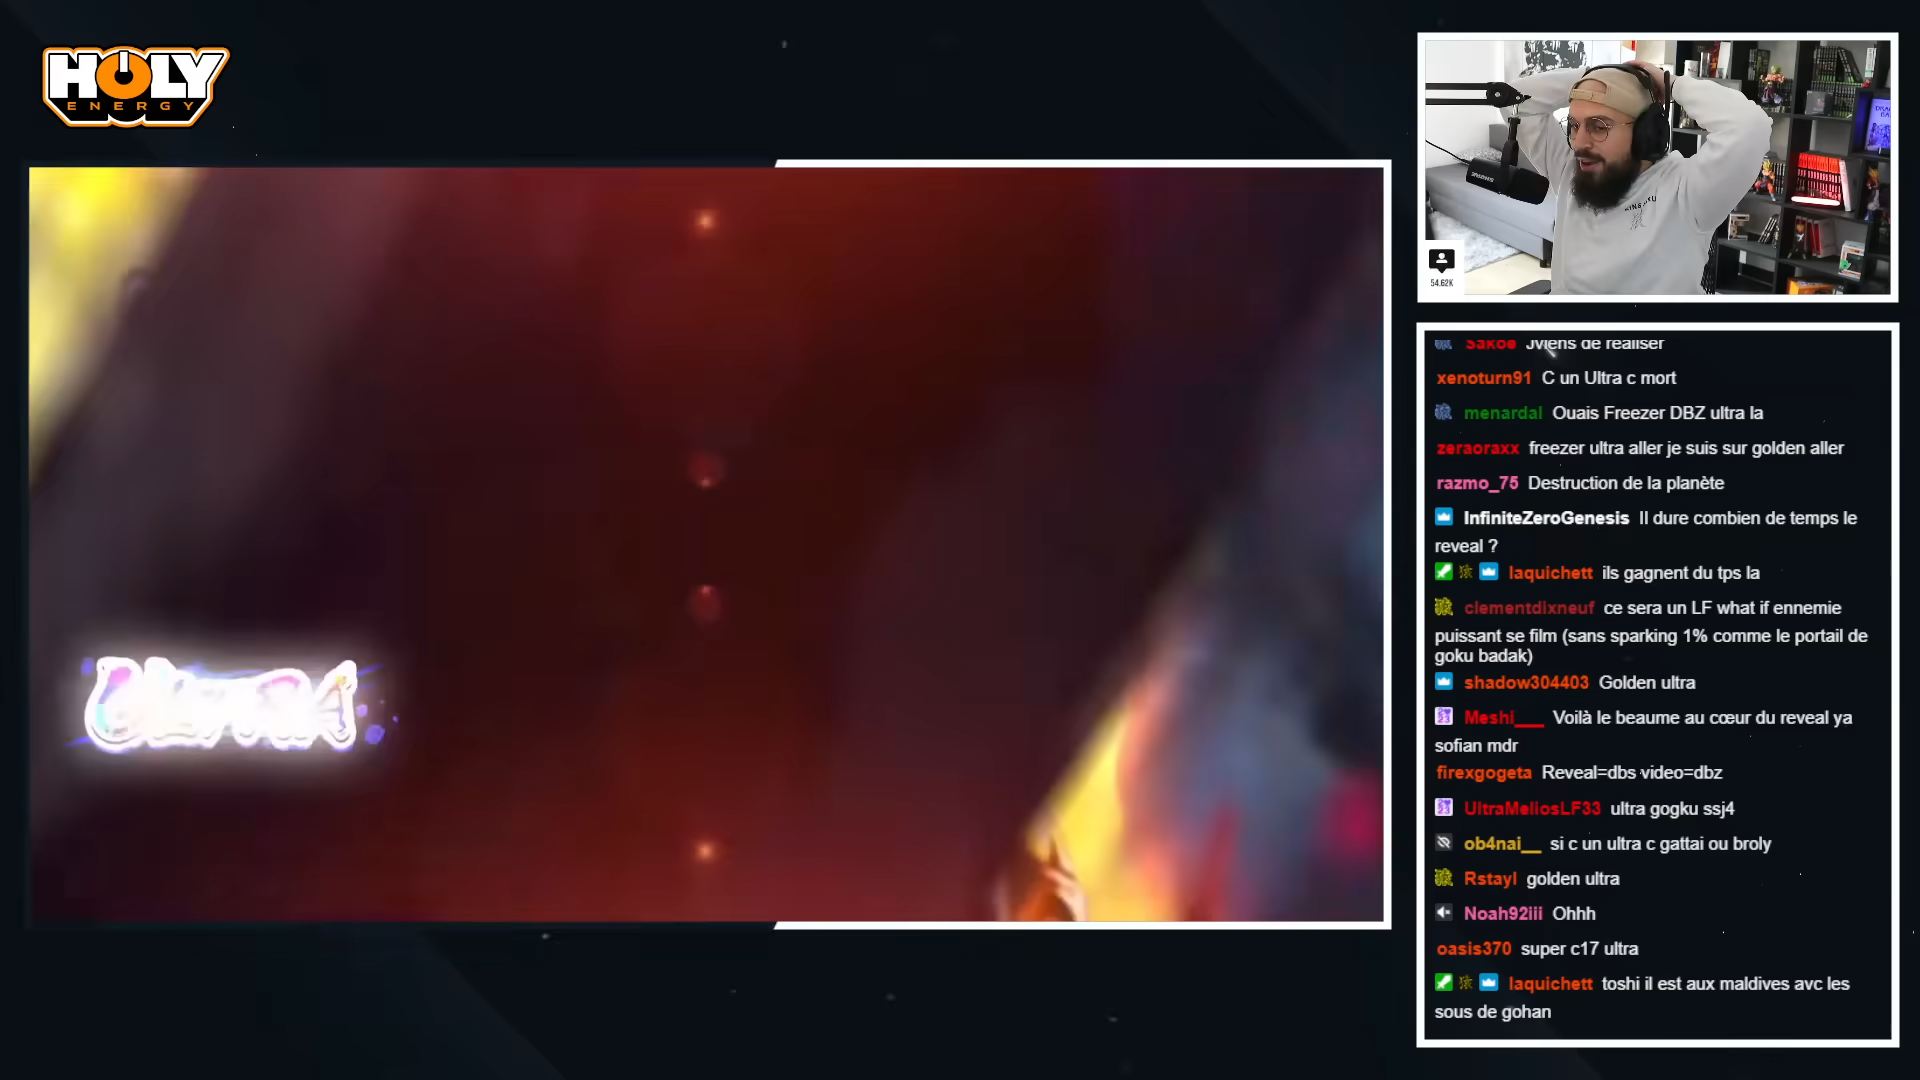 HOLY
ENERGY
54.62K
Sakoe Jviens de realiser
xenoturn91 C un Ultra c mort
menardal Ouais Freezer DBZ ultra la
zeraoraxx freezer ultra aller je suis sur golden aller
razmo_75 Destruction de la planète
InfiniteZeroGenesis Il dure combien de temps le
reveal ?
laquichett ils gagnent du tps la
clementdixneuf ce sera un LF what if ennemie
puissant se film (sans sparking 1% comme le portail de
goku badak)
shadow304403 Golden ultra
Meshi___ Voilà le beaume au cœur du reveal ya
sofian mdr
firexgogeta Reveal=dbs video=dbz
UltraMeliosLF33 ultra gogku ssj4
ob4nai__ si c un ultra c gattai ou broly
Rstayl golden ultra
Noah92iii Ohhh
oasis370 super c17 ultra
laquichett toshi il est aux maldives avc les
sous de gohan